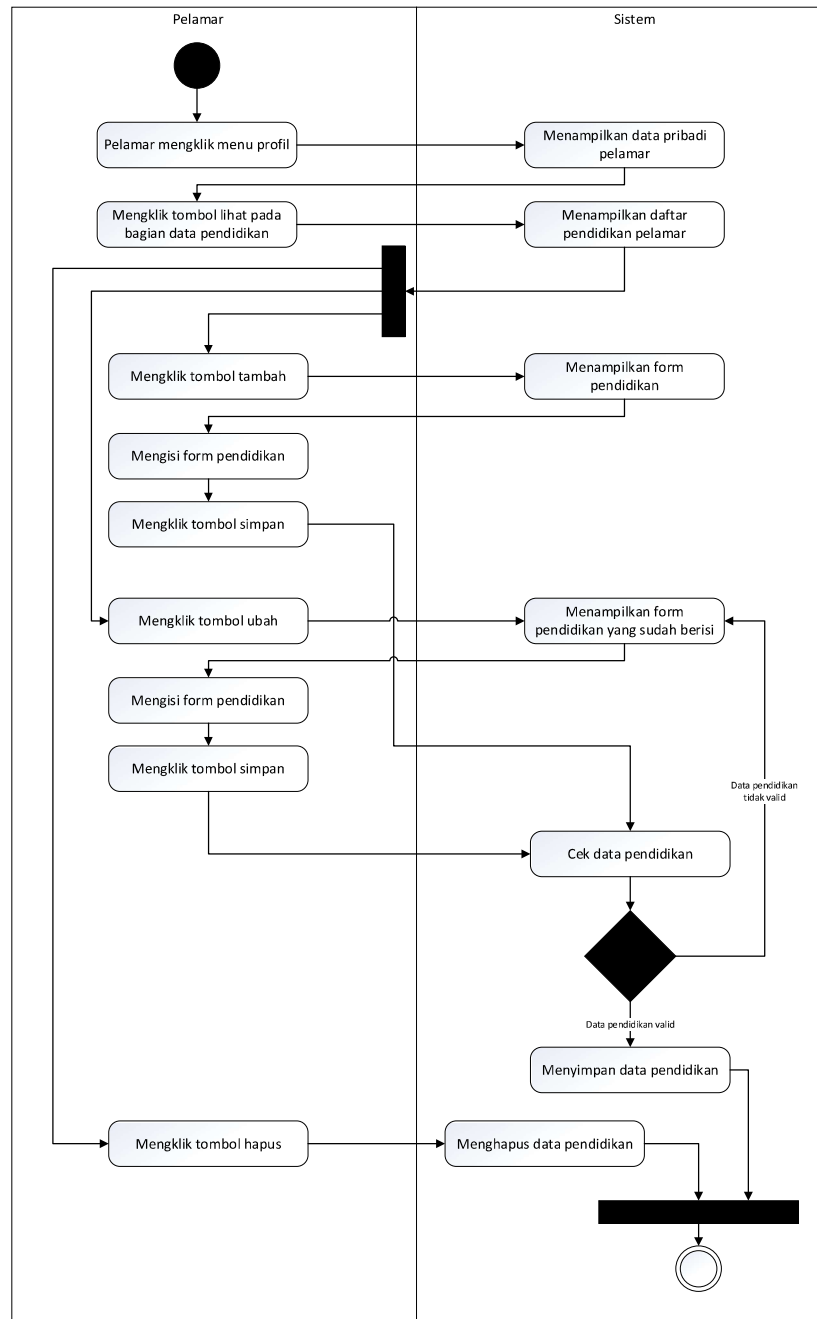 Pelamar
Sistem
Pelamar mengklik menu profil
Menampilkan data pribadi
pelamar
Mengklik tombol lihat pada
bagian data pendidikan
Menampilkan daftar
pendidikan pelamar
Mengklik tombol tambah
Menampilkan form
pendidikan
Mengisi form pendidikan
Mengklik tombol simpan
Mengklik tombol ubah
Menampilkan form
pendidikan yang sudah berisi
Mengisi form pendidikan
Mengklik tombol simpan
Data pendidikan
tidak valid
Cek data pendidikan
Data pendidikan valid
Menyimpan data pendidikan
Mengklik tombol hapus
Menghapus data pendidikan